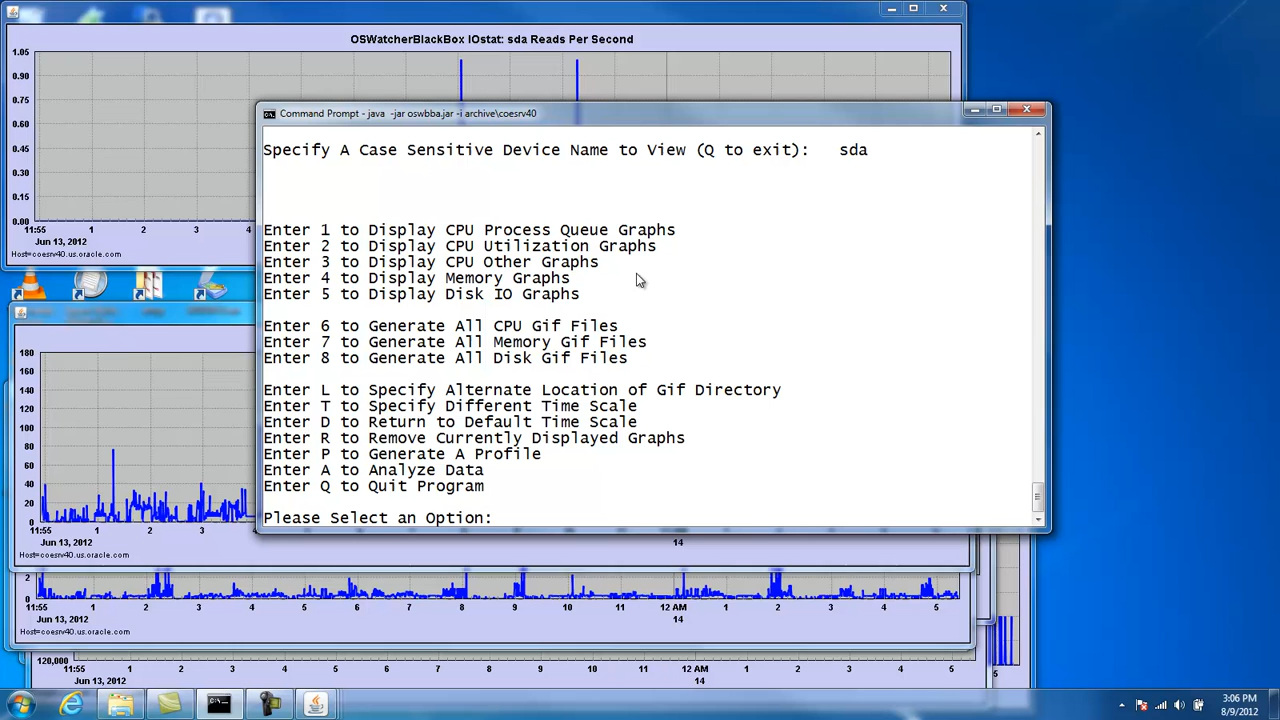 OSWatcherBlackBox IOstat: sda Reads Per Second
1.05
0.90
0.75
0.60
0.45
0.30
0.15
0.00
11:55 1 2 3 4
Jun 13, 2012
Host=coesrv40.us.oracle.com
Command Prompt - java -jar oswbba.jar -i archive\coesrv40
Specify A Case Sensitive Device Name to View (Q to exit): sda
Enter 1 to Display CPU Process Queue Graphs
Enter 2 to Display CPU Utilization Graphs
Enter 3 to Display CPU Other Graphs
Enter 4 to Display Memory Graphs
Enter 5 to Display Disk IO Graphs
Enter 6 to Generate All CPU Gif Files
Enter 7 to Generate All Memory Gif Files
Enter 8 to Generate All Disk Gif Files
Enter L to Specify Alternate Location of Gif Directory
Enter T to Specify Different Time Scale
Enter D to Return to Default Time Scale
Enter R to Remove Currently Displayed Graphs
Enter P to Generate A Profile
Enter A to Analyze Data
Enter Q to Quit Program
Please Select an Option:
180
160
140
120
100
80
60
40
20
0
11:55 1 2 3
Jun 13, 2012
14
Host=coesrv40.us.oracle.com
2
11:55 1 2 3 4 5 6 7 8 9 10 11 12 AM 1 2 3 4 5
Jun 13, 2012
14
Host=coesrv40.us.oracle.com
120,000
11:55 1 2 3 4 5 6 7 8 9 10 11 12 AM 1 2 3 4 5
Jun 13, 2012
14
5
3:06 PM
8/9/2012